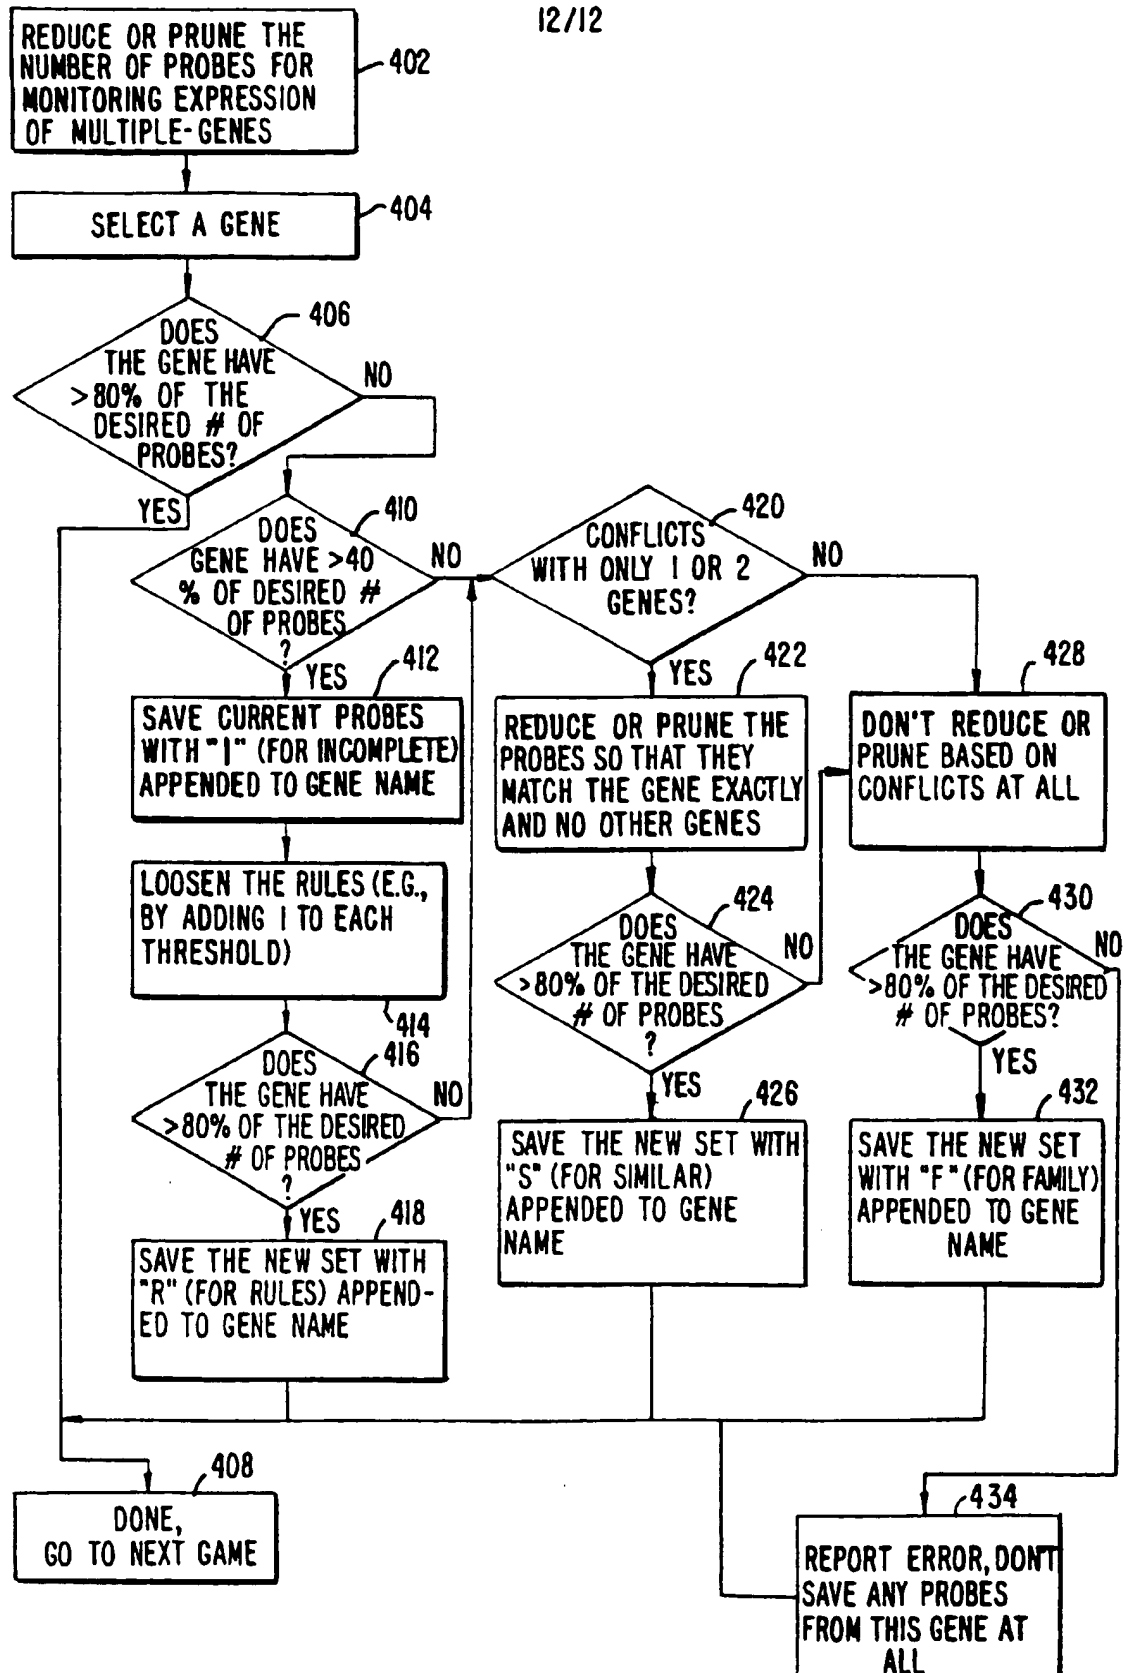 12/12
REDUCE OR PRUNE THE
NUMBER OF PROBES FOR
MONITORING EXPRESSION
OF MULTIPLE-GENES
402
SELECT A GENE
404
DOES
THE GENE HAVE
>80% OF THE
DESIRED # OF
PROBES?
406
NO
YES
DOES
GENE HAVE >40
% OF DESIRED #
OF PROBES
?
410
NO
YES
CONFLICTS
WITH ONLY 1 OR 2
GENES?
420
NO
YES
412
SAVE CURRENT PROBES
WITH "I" (FOR INCOMPLETE)
APPENDED TO GENE NAME
422
REDUCE OR PRUNE THE
PROBES SO THAT THEY
MATCH THE GENE EXACTLY
AND NO OTHER GENES
428
DON'T REDUCE OR
PRUNE BASED ON
CONFLICTS AT ALL
LOOSEN THE RULES (E.G.,
BY ADDING 1 TO EACH
THRESHOLD)
414
DOES
THE GENE HAVE
>80% OF THE DESIRED
# OF PROBES
?
424
NO
YES
DOES
THE GENE HAVE
>80% OF THE DESIRED
# OF PROBES?
430
NO
YES
DOES
THE GENE HAVE
>80% OF THE DESIRED
# OF PROBES
?
416
NO
YES
426
SAVE THE NEW SET WITH
"S" (FOR SIMILAR)
APPENDED TO GENE
NAME
432
SAVE THE NEW SET
WITH "F" (FOR FAMILY)
APPENDED TO GENE
NAME
418
SAVE THE NEW SET WITH
"R" (FOR RULES) APPEND-
ED TO GENE NAME
408
DONE,
GO TO NEXT GAME
434
REPORT ERROR, DON'T
SAVE ANY PROBES
FROM THIS GENE AT
ALL